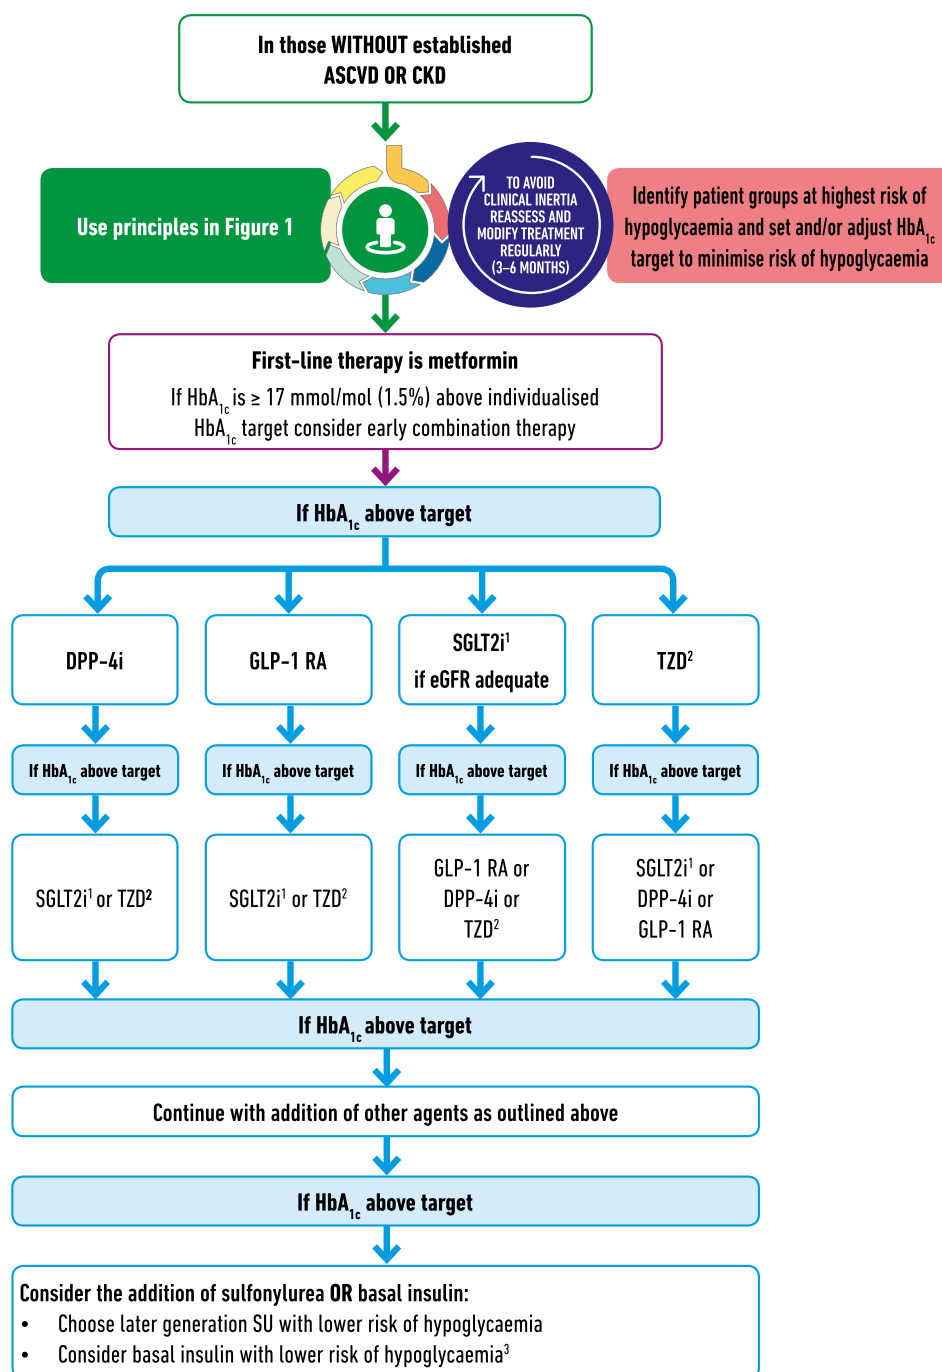 In those WITHOUT established
ASCVD OR CKD
Use principles in Figure 1
TO AVOID
CLINICAL INERTIA
REASSESS AND
MODIFY TREATMENT
REGULARLY
(3–6 MONTHS)
Identify patient groups at highest risk of
hypoglycaemia and set and/or adjust HbA1c
target to minimise risk of hypoglycaemia
First-line therapy is metformin
If HbA1c is ≥ 17 mmol/mol (1.5%) above individualised
HbA1c target consider early combination therapy
If HbA1c above target
DPP-4i
GLP-1 RA
SGLT2i¹
if eGFR adequate
TZD²
If HbA1c above target
If HbA1c above target
If HbA1c above target
If HbA1c above target
SGLT2i¹ or TZD²
SGLT2i¹ or TZD²
GLP-1 RA or
DPP-4i or
TZD²
SGLT2i¹ or
DPP-4i or
GLP-1 RA
If HbA1c above target
Continue with addition of other agents as outlined above
If HbA1c above target
Consider the addition of sulfonylurea OR basal insulin:
• Choose later generation SU with lower risk of hypoglycaemia
• Consider basal insulin with lower risk of hypoglycaemia³